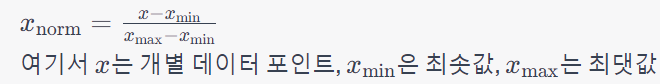 x_norm = (x−x_min)/(x_max−x_min)
여기서 x는 개별 데이터 포인트, x_min은 최솟값, x_max는 최댓값